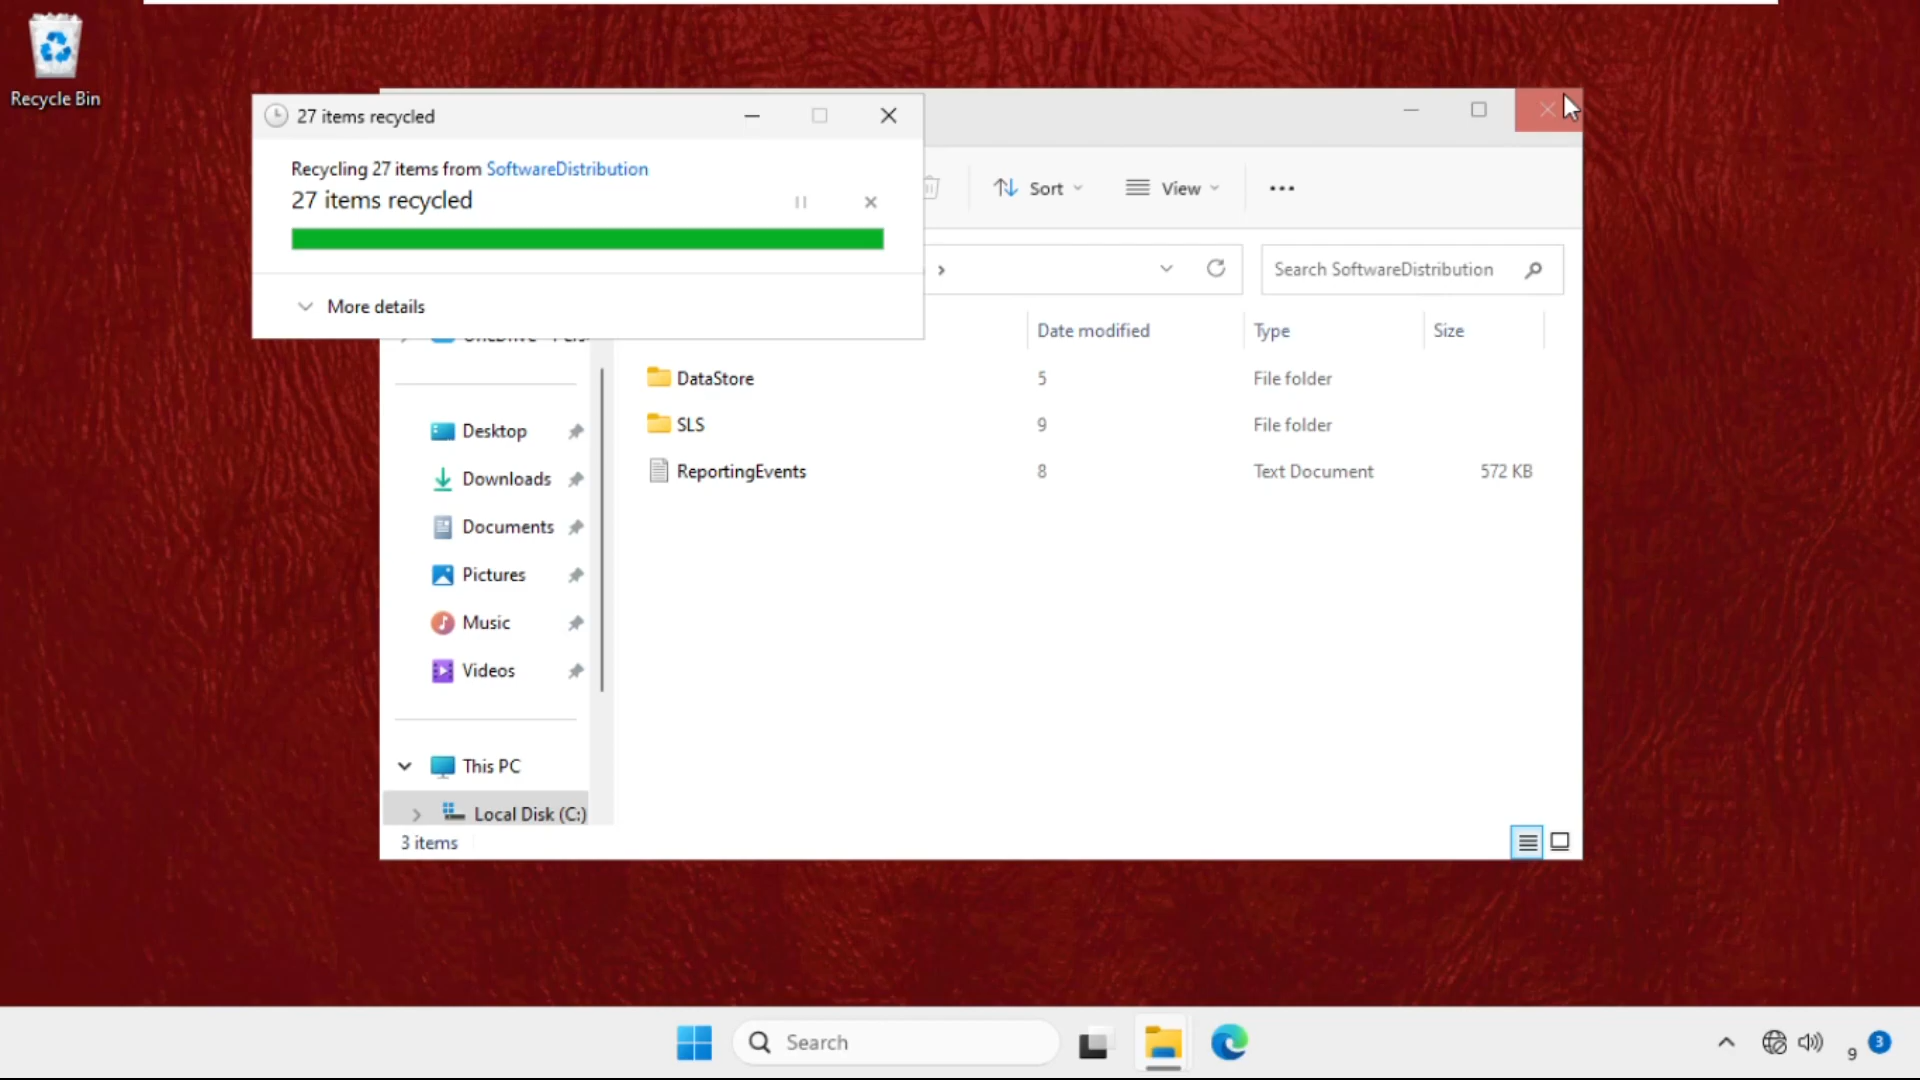 Recycle Bin
27 items recycled
Recycling 27 items from SoftwareDistribution
27 items recycled
More details
Sort
View
Search SoftwareDistribution
Date modified Type Size
DataStore 5 File folder
SLS 9 File folder
ReportingEvents 8 Text Document 572 KB
Desktop
Downloads
Documents
Pictures
Music
Videos
This PC
Local Disk (C:)
3 items
Search
9 3